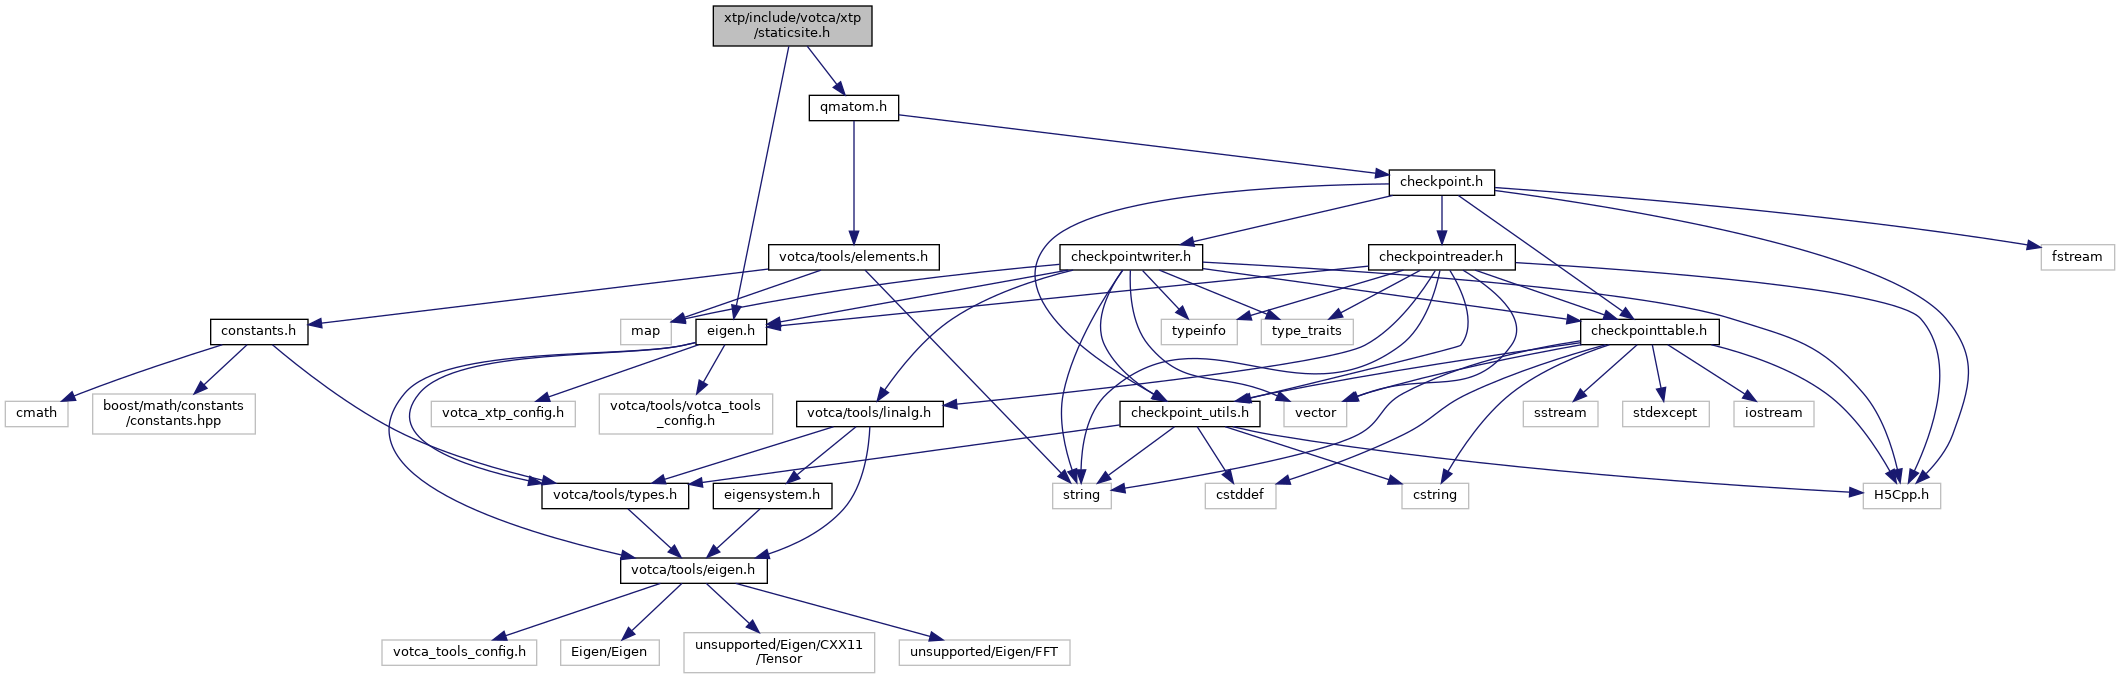 xtp/include/votca/xtp
/staticsite.h
qmatom.h
checkpoint.h
votca/tools/elements.h
checkpointwriter.h
checkpointreader.h
fstream
constants.h
map
eigen.h
typeinfo
type_traits
checkpointtable.h
cmath
boost/math/constants
/constants.hpp
votca_xtp_config.h
votca/tools/votca_tools
_config.h
votca/tools/linalg.h
checkpoint_utils.h
vector
sstream
stdexcept
iostream
votca/tools/types.h
eigensystem.h
string
cstddef
cstring
H5Cpp.h
votca/tools/eigen.h
votca_tools_config.h
Eigen/Eigen
unsupported/Eigen/CXX11
/Tensor
unsupported/Eigen/FFT